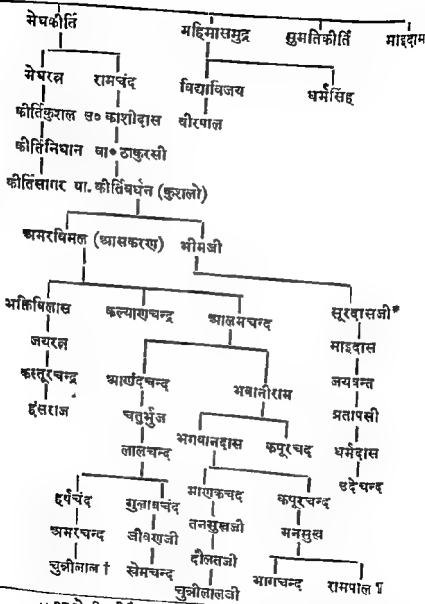 मेघकीर्ति महिमासमुद्र सुमतिकीर्ति माइदास
मेघरत्न रामचंद विद्याविजय धर्मसिंह
कीर्तिकुशल उ० काशीदास वीरपाल
कीर्तिनिधान वा० ठाकुरसी
कीर्तिसागर वा. कीर्तिवर्धन (कुशलो)
अमरविमल (आसकरण) भीमजी
भक्तिविलास कल्याणचन्द्र आलमचन्द सूरदासजी*
जयरत्न माइदास
कस्तूरचन्द्र आणंदचन्द भवानीराम जयवन्त
हंसराज चतुर्भुज प्रतापसी
लालचन्द भगवानदास कपूरचद धर्मदास
उदेचन्द
हर्षचंद गुलाबचंद माणकचद कपूरचन्द
अमरचन्द जीवणजी तनसुखजी मनसुख
चुन्नीलाल † खेमचन्द दौलतजी भागचन्द रामपाल ¶
चुन्नीलालजी